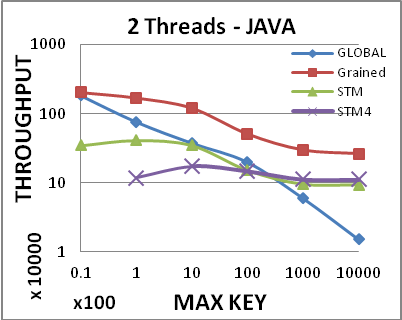 2 Threads - JAVA
1000
100
10
1
THROUGHPUT
x 10000
GLOBAL
Grained
STM
STM4
0.1 1 10 100 1000 10000
x100 MAX KEY